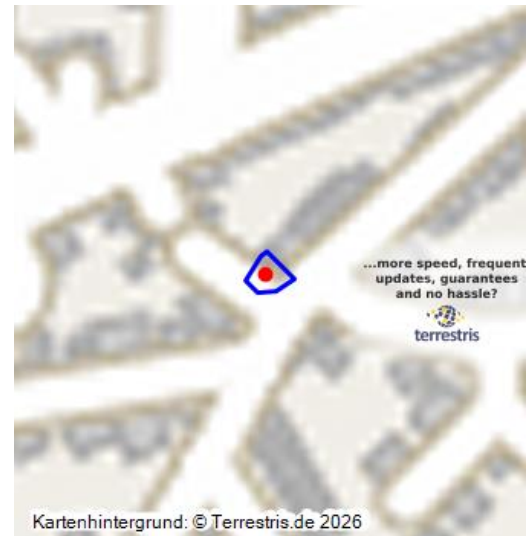 ...more speed, frequent
updates, guarantees
and no hassle?
terrestris
Kartenhintergrund: © Terrestris.de 2026